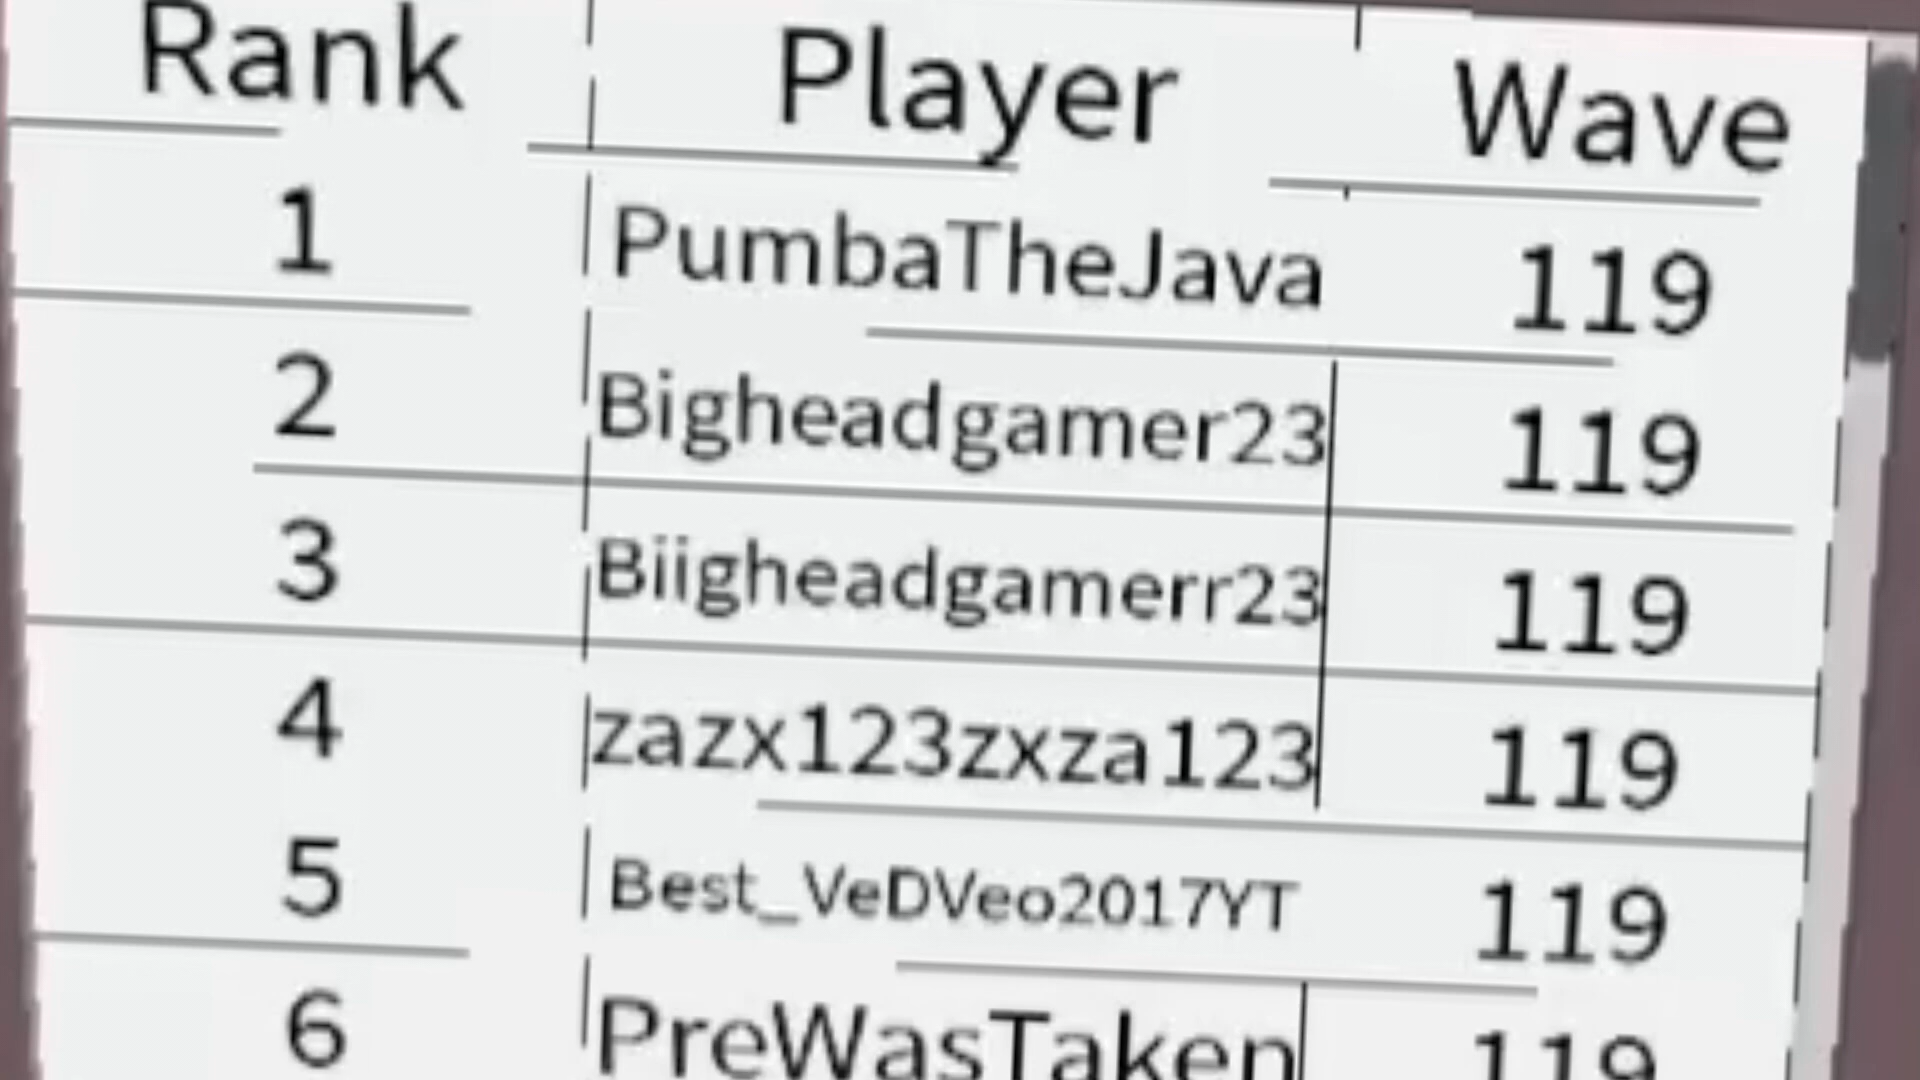 Rank Player Wave
1 PumbaTheJava 119
2 Bigheadgamer23 119
3 Biigheadgamerr23 119
4 zazx123zxza123 119
5 Best_VeDVeo2017YT 119
6 PreWasTaken 119